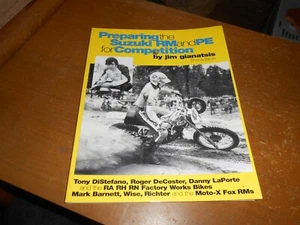 Preparing the
Suzuki RM and PE
for Competition
by jim gianatsis
Tony DiStefano, Roger DeCoster, Danny LaPorte
and the RA RH RN Factory Works Bikes
Mark Barnett, Wise, Richter and the Moto-X Fox RMs